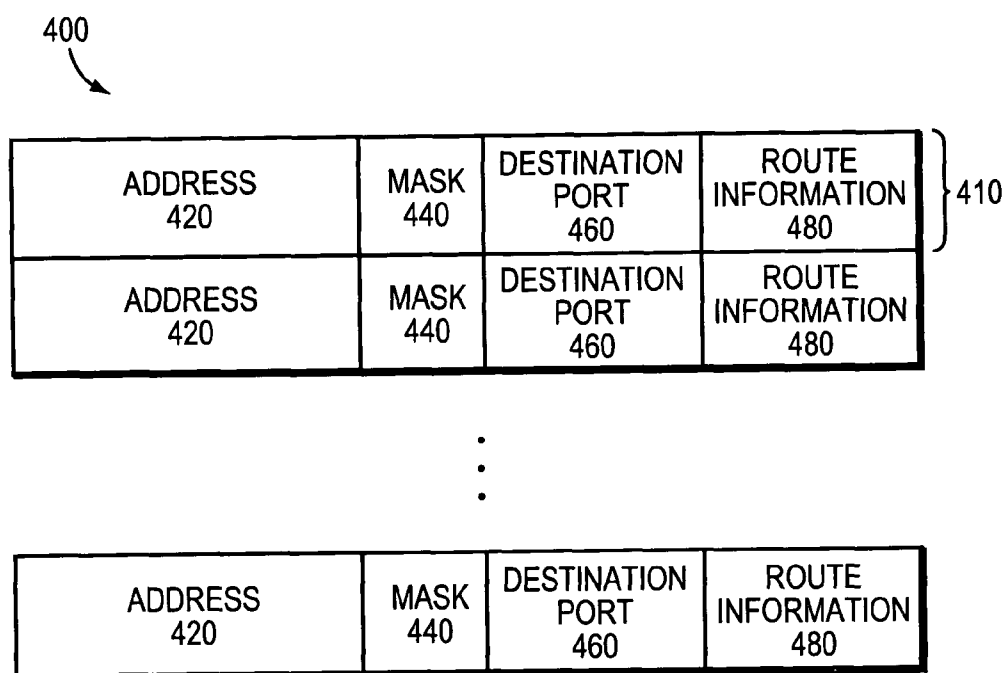 400
ADDRESS
420
MASK
440
DESTINATION
PORT
460
ROUTE
INFORMATION
480
410
ADDRESS
420
MASK
440
DESTINATION
PORT
460
ROUTE
INFORMATION
480
ADDRESS
420
MASK
440
DESTINATION
PORT
460
ROUTE
INFORMATION
480